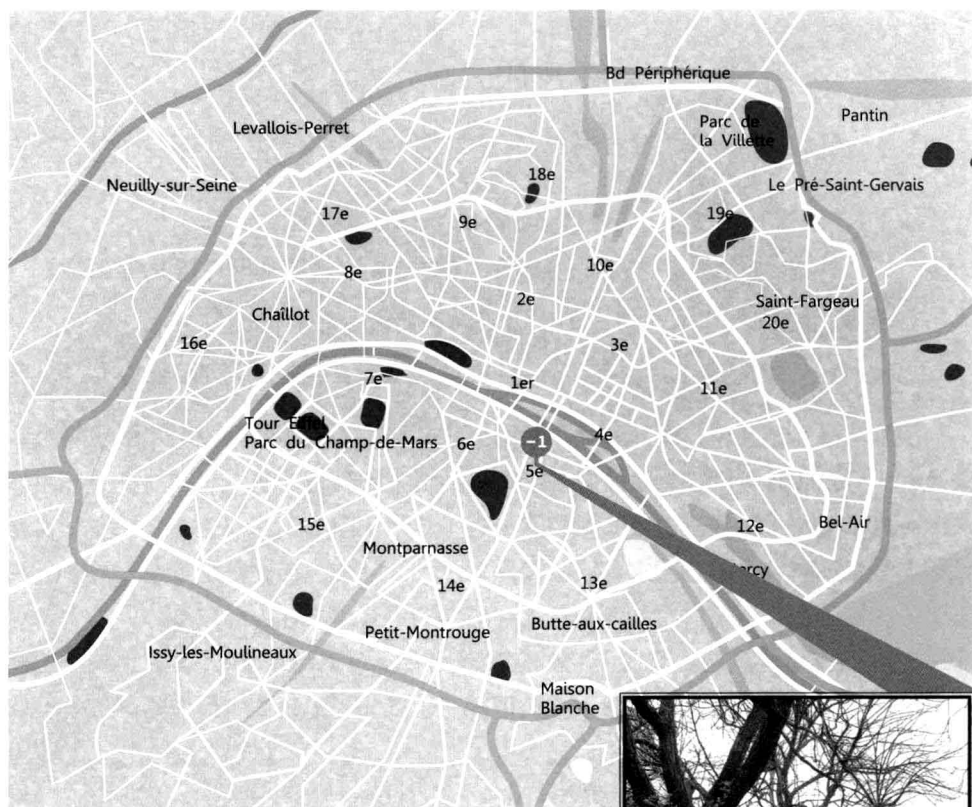 Bd Périphérique
Levallois-Perret
Parc de
la Villette
Pantin
Neuilly-sur-Seine
Le Pré-Saint-Gervais
18e
17e
9e
19e
8e
10e
2e
Saint-Fargeau
20e
Chaîllot
16e
3e
7e
1er
11e
Tour Eiffel
Parc du Champ-de-Mars
6e
-1
4e
5e
15e
12e
Bel-Air
Montparnasse
14e
13e
Petit-Montrouge
Butte-aux-cailles
Issy-les-Moulineaux
Maison
Blanche